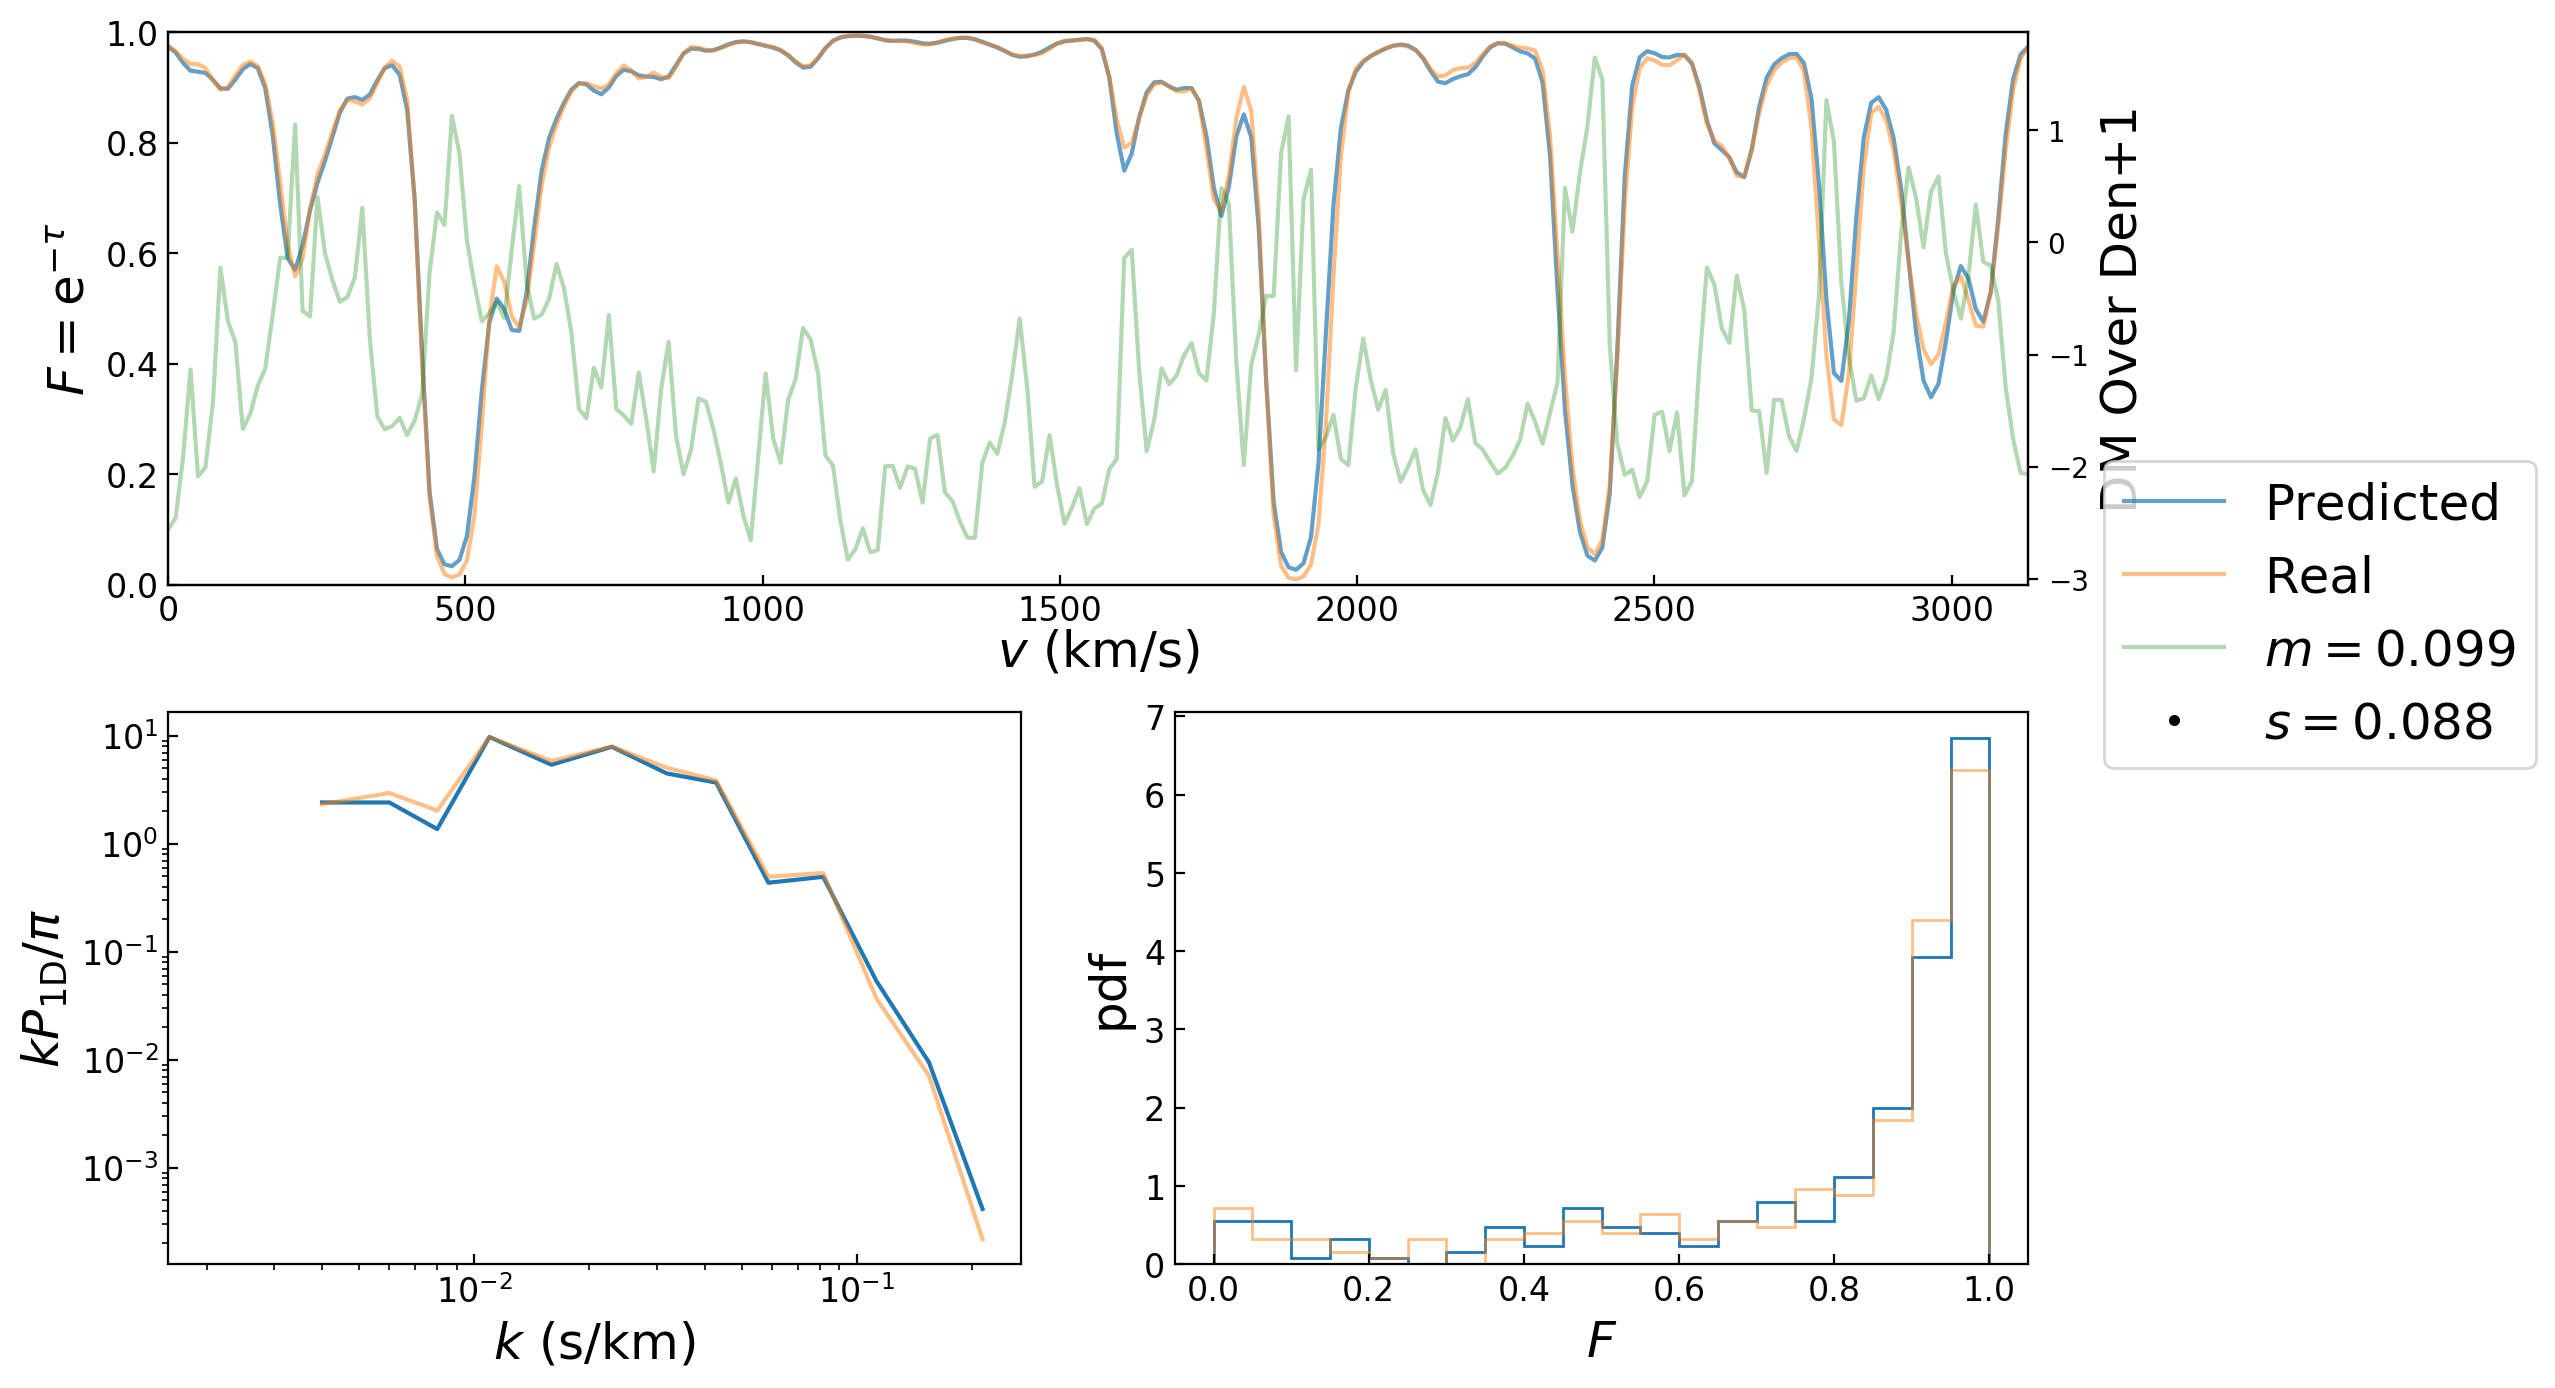 1.0
0.8
0.6
0.4
0.2
0.0
F = e^{−τ}
0 500 1000 1500 2000 2500 3000
v (km/s)
1
0
−1
−2
−3
DM Over Den+1
Predicted
Real
m = 0.099
s = 0.088
10^1
10^0
10^{−1}
10^{−2}
10^{−3}
kP_{1D}/π
10^{−2} 10^{−1}
k (s/km)
7
6
5
4
3
2
1
0
pdf
0.0 0.2 0.4 0.6 0.8 1.0
F